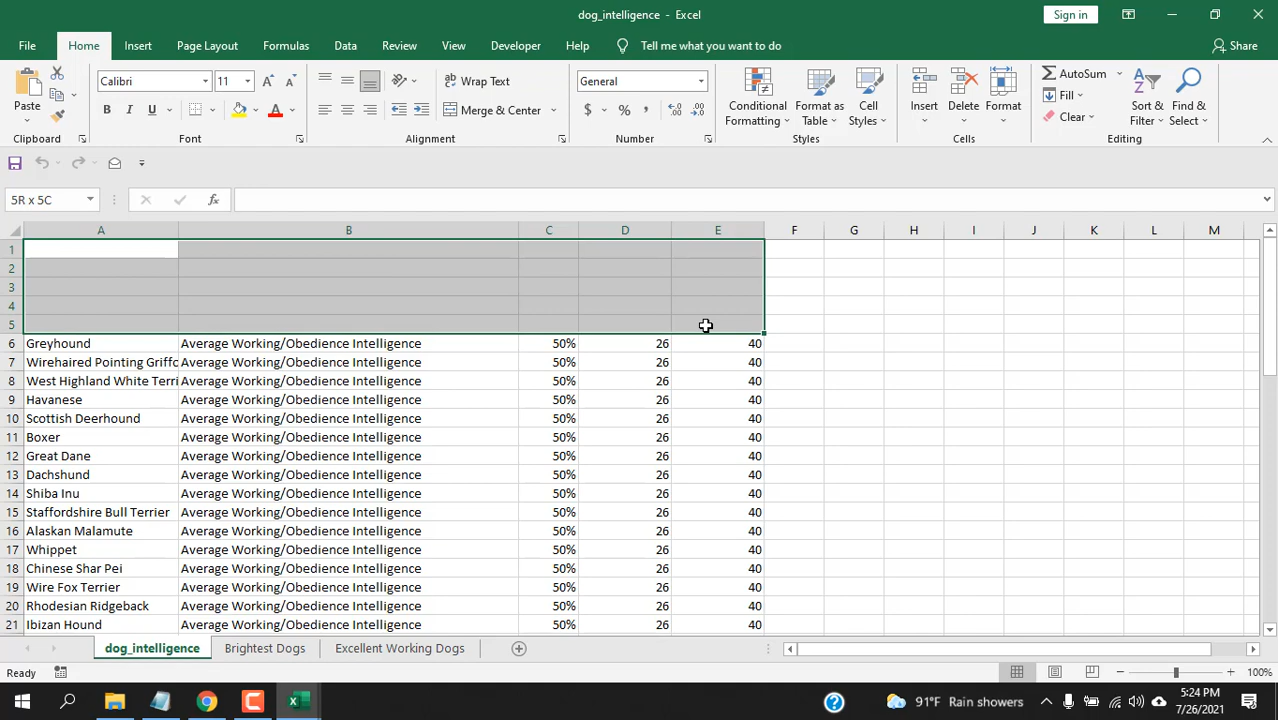 dog_intelligence - Excel
Sign in
File Home Insert Page Layout Formulas Data Review View Developer Help Tell me what you want to do Share
Paste
Calibri 11
B I U
Wrap Text
Merge & Center
General
$ % ,
Conditional Formatting
Format as Table
Cell Styles
Insert
Delete
Format
AutoSum
Fill
Clear
Sort & Filter
Find & Select
Clipboard Font Alignment Number Styles Cells Editing
5R x 5C fx
A B C D E F G H I J K L M
1
2
3
4
5
6 Greyhound Average Working/Obedience Intelligence 50% 26 40
7 Wirehaired Pointing Griffo Average Working/Obedience Intelligence 50% 26 40
8 West Highland White Terri Average Working/Obedience Intelligence 50% 26 40
9 Havanese Average Working/Obedience Intelligence 50% 26 40
10 Scottish Deerhound Average Working/Obedience Intelligence 50% 26 40
11 Boxer Average Working/Obedience Intelligence 50% 26 40
12 Great Dane Average Working/Obedience Intelligence 50% 26 40
13 Dachshund Average Working/Obedience Intelligence 50% 26 40
14 Shiba Inu Average Working/Obedience Intelligence 50% 26 40
15 Staffordshire Bull Terrier Average Working/Obedience Intelligence 50% 26 40
16 Alaskan Malamute Average Working/Obedience Intelligence 50% 26 40
17 Whippet Average Working/Obedience Intelligence 50% 26 40
18 Chinese Shar Pei Average Working/Obedience Intelligence 50% 26 40
19 Wire Fox Terrier Average Working/Obedience Intelligence 50% 26 40
20 Rhodesian Ridgeback Average Working/Obedience Intelligence 50% 26 40
21 Ibizan Hound Average Working/Obedience Intelligence 50% 26 40
dog_intelligence Brightest Dogs Excellent Working Dogs
Ready 100%
91°F Rain showers
5:24 PM
7/26/2021